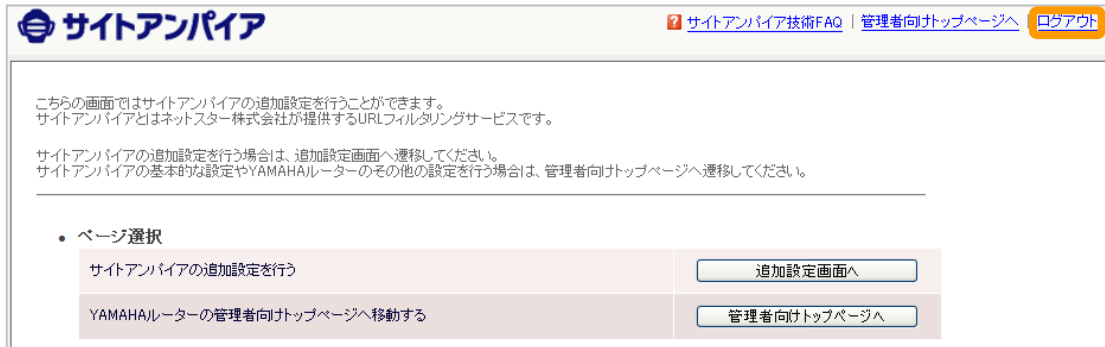 サイトアンパイア
? サイトアンパイア技術FAQ | 管理者向けトップページへ | ログアウト
こちらの画面ではサイトアンパイアの追加設定を行うことができます。
サイトアンパイアとはネットスター株式会社が提供するURLフィルタリングサービスです。
サイトアンパイアの追加設定を行う場合は、追加設定画面へ遷移してください。
サイトアンパイアの基本的な設定やYAMAHAルーターのその他の設定を行う場合は、管理者向けトップページへ遷移してください。
• ページ選択
サイトアンパイアの追加設定を行う 追加設定画面へ
YAMAHAルーターの管理者向けトップページへ移動する 管理者向けトップページへ